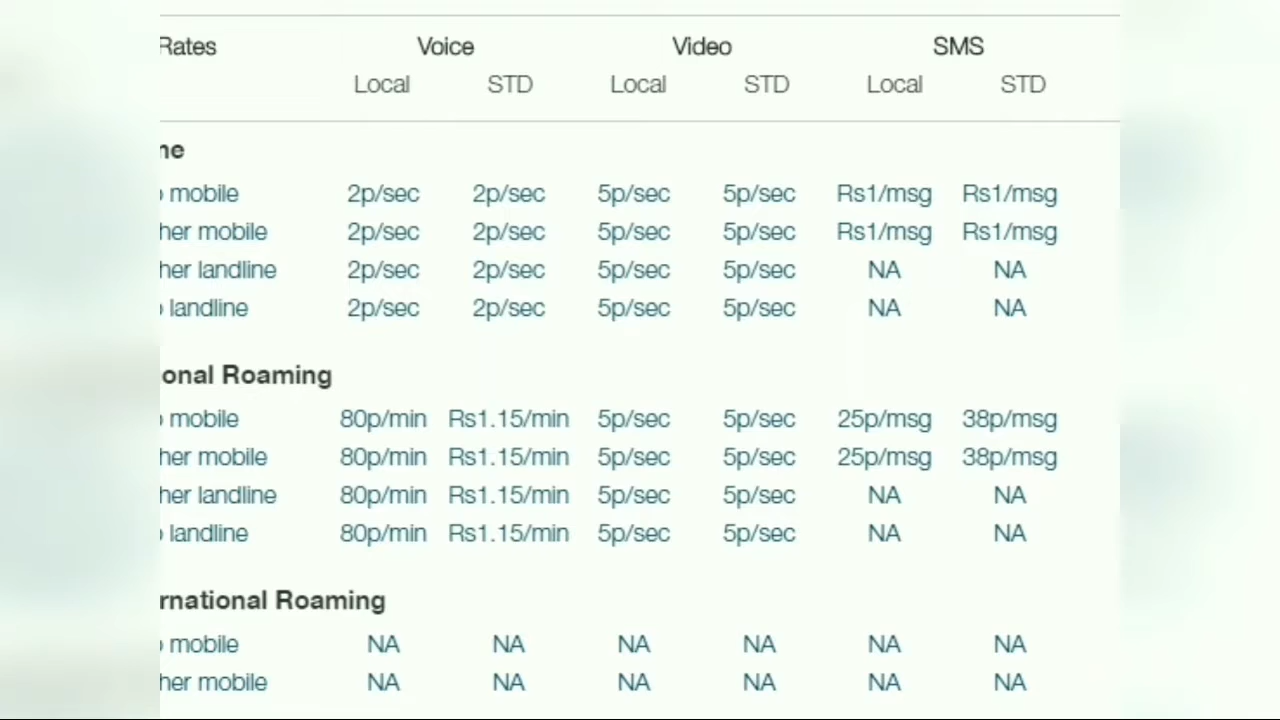 Rates Voice Video SMS
Local STD Local STD Local STD
ne
o mobile 2p/sec 2p/sec 5p/sec 5p/sec Rs1/msg Rs1/msg
her mobile 2p/sec 2p/sec 5p/sec 5p/sec Rs1/msg Rs1/msg
her landline 2p/sec 2p/sec 5p/sec 5p/sec NA NA
o landline 2p/sec 2p/sec 5p/sec 5p/sec NA NA
onal Roaming
o mobile 80p/min Rs1.15/min 5p/sec 5p/sec 25p/msg 38p/msg
her mobile 80p/min Rs1.15/min 5p/sec 5p/sec 25p/msg 38p/msg
her landline 80p/min Rs1.15/min 5p/sec 5p/sec NA NA
o landline 80p/min Rs1.15/min 5p/sec 5p/sec NA NA
rnational Roaming
o mobile NA NA NA NA NA NA
her mobile NA NA NA NA NA NA